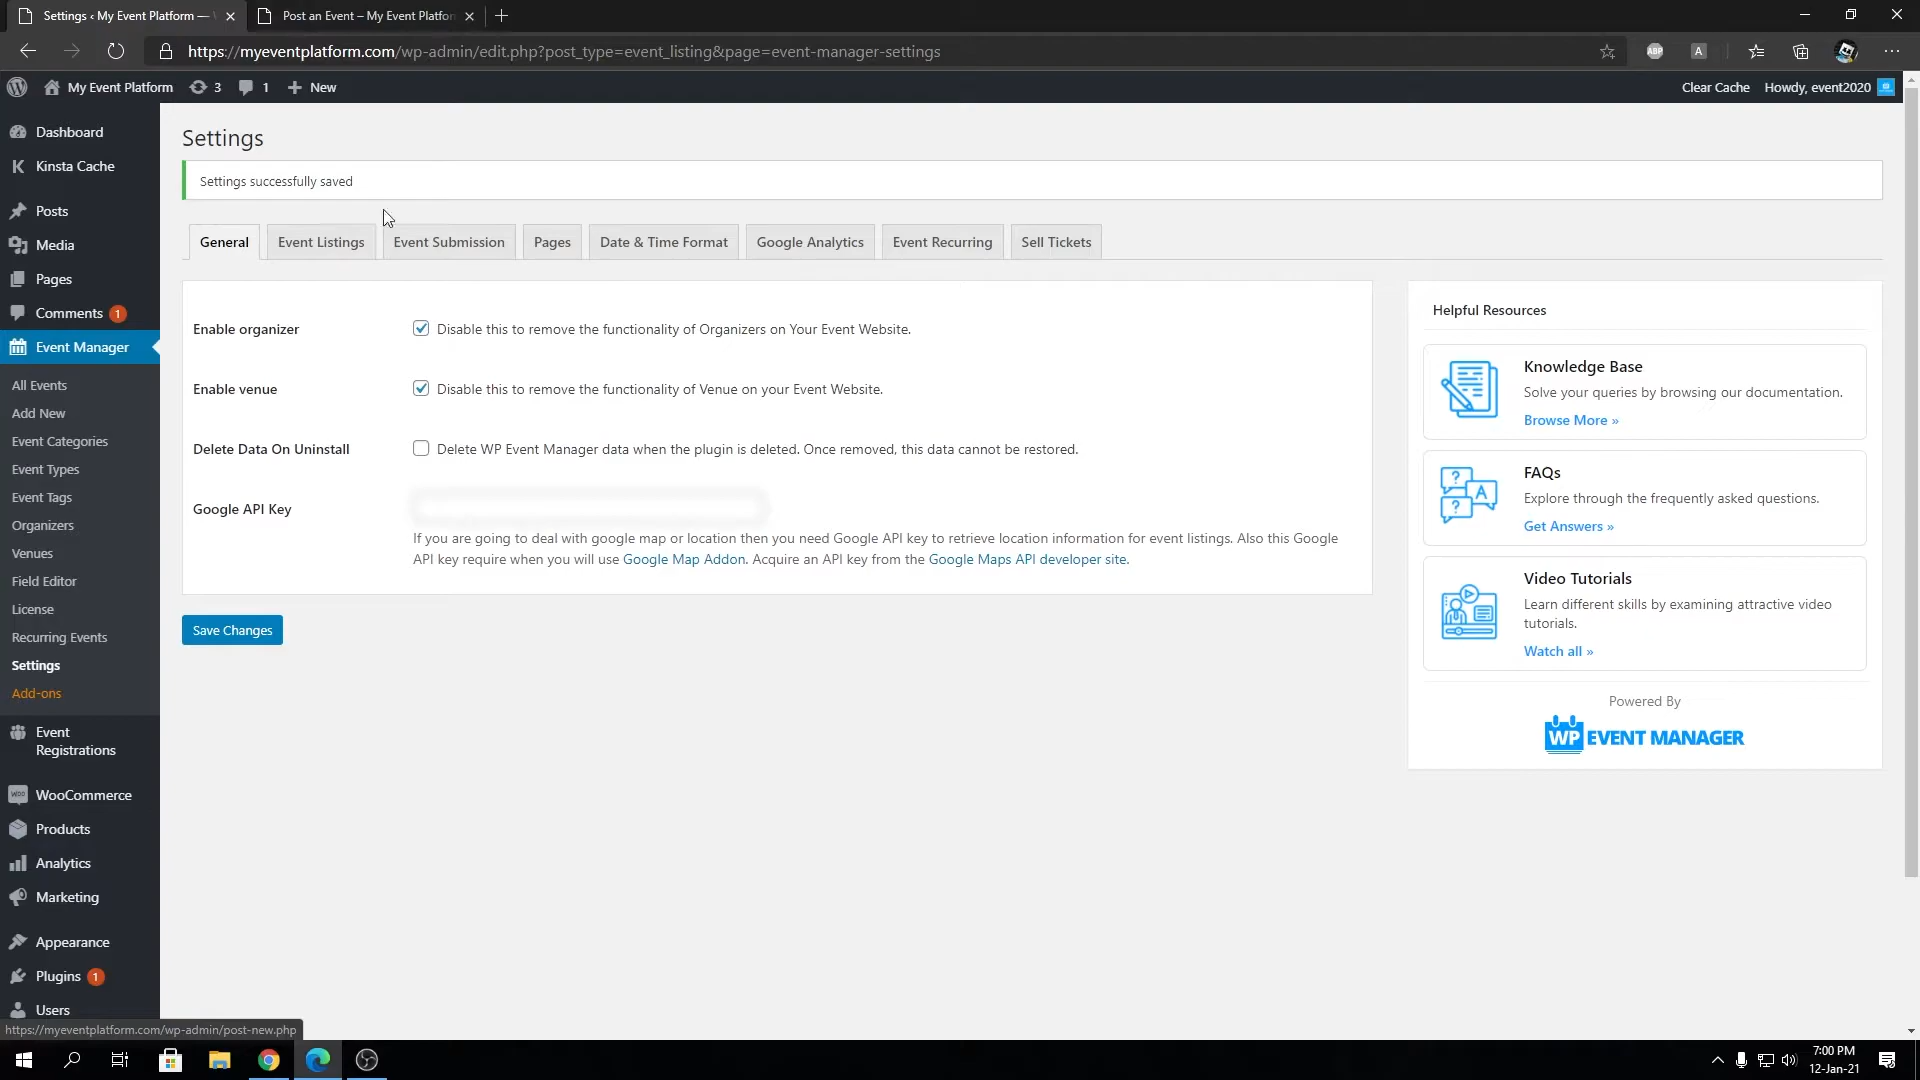 Settings ‹ My Event Platform —
Post an Event – My Event Platfor
https://myeventplatform.com/wp-admin/edit.php?post_type=event_listing&page=event-manager-settings
ABP
A
My Event Platform
3
1
New
Clear Cache
Howdy, event2020
Dashboard
Kinsta Cache
Posts
Media
Pages
Comments 1
Event Manager
All Events
Add New
Event Categories
Event Types
Event Tags
Organizers
Venues
Field Editor
License
Recurring Events
Settings
Add-ons
Event
Registrations
WooCommerce
Products
Analytics
Marketing
Appearance
Plugins 1
Users
Settings
Settings successfully saved
General
Event Listings
Event Submission
Pages
Date & Time Format
Google Analytics
Event Recurring
Sell Tickets
Enable organizer
Disable this to remove the functionality of Organizers on Your Event Website.
Enable venue
Disable this to remove the functionality of Venue on your Event Website.
Delete Data On Uninstall
Delete WP Event Manager data when the plugin is deleted. Once removed, this data cannot be restored.
Google API Key
If you are going to deal with google map or location then you need Google API key to retrieve location information for event listings. Also this Google
API key require when you will use Google Map Addon. Acquire an API key from the Google Maps API developer site.
Save Changes
Helpful Resources
Knowledge Base
Solve your queries by browsing our documentation.
Browse More »
FAQs
Explore through the frequently asked questions.
Get Answers »
Video Tutorials
Learn different skills by examining attractive video
tutorials.
Watch all »
Powered By
WP EVENT MANAGER
https://myeventplatform.com/wp-admin/post-new.php
7:00 PM
12-Jan-21